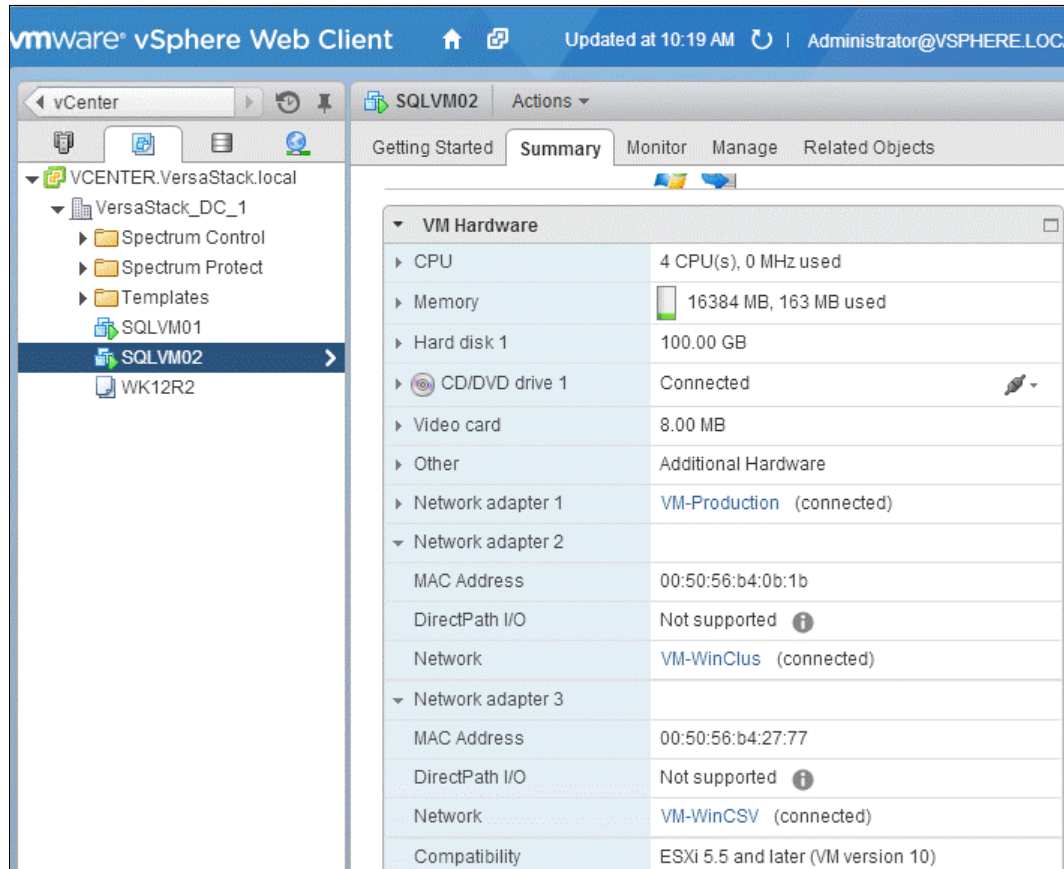 vmware® vSphere Web Client Updated at 10:19 AM | Administrator@VSPHERE.LOC
vCenter
SQLVM02 Actions
Getting Started Summary Monitor Manage Related Objects
VCENTER.VersaStack.local
VersaStack_DC_1
Spectrum Control
Spectrum Protect
Templates
SQLVM01
SQLVM02
WK12R2
VM Hardware
CPU 4 CPU(s), 0 MHz used
Memory 16384 MB, 163 MB used
Hard disk 1 100.00 GB
CD/DVD drive 1 Connected
Video card 8.00 MB
Other Additional Hardware
Network adapter 1 VM-Production (connected)
Network adapter 2
MAC Address 00:50:56:b4:0b:1b
DirectPath I/O Not supported
Network VM-WinClus (connected)
Network adapter 3
MAC Address 00:50:56:b4:27:77
DirectPath I/O Not supported
Network VM-WinCSV (connected)
Compatibility ESXi 5.5 and later (VM version 10)